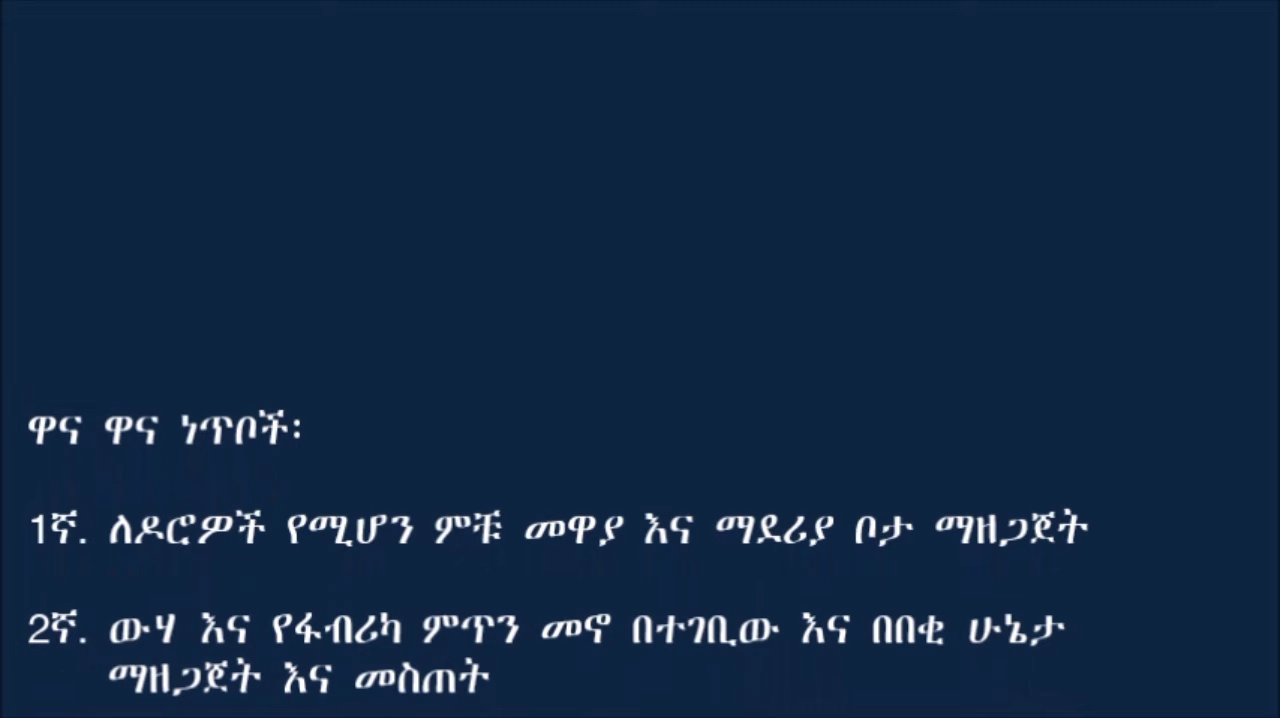 ዋና ዋና ነጥቦች፡
1ኛ. ለዶሮዎች የሚሆን ምቹ መዋያ እና ማደሪያ ቦታ ማዘጋጀት
2ኛ. ውሃ እና የፋብሪካ ምጥን መኖ በተገቢው እና በበቂ ሁኔታ
ማዘጋጀት እና መስጠት